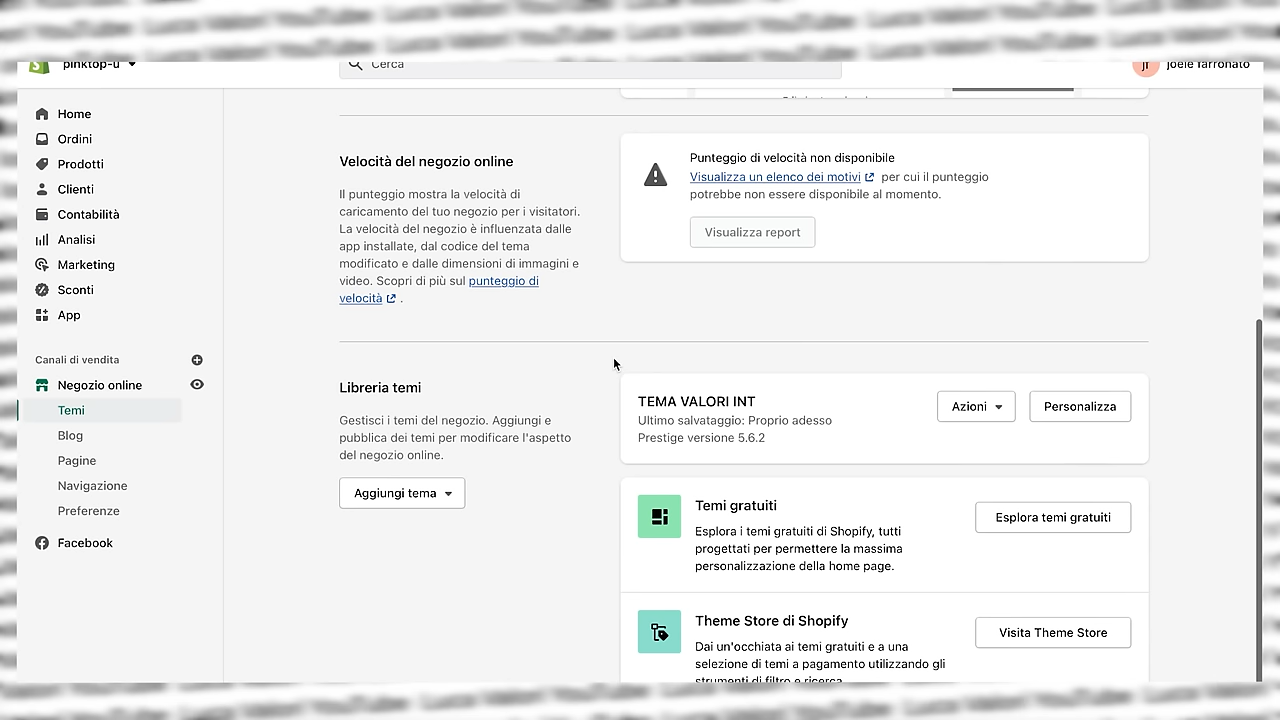 pinktop-u
Cerca
jf
joele farronato
Home
Ordini
Prodotti
Clienti
Contabilità
Analisi
Marketing
Sconti
App
Canali di vendita
Negozio online
Temi
Blog
Pagine
Navigazione
Preferenze
Facebook
Velocità del negozio online
Il punteggio mostra la velocità di
caricamento del tuo negozio per i visitatori.
La velocità del negozio è influenzata dalle
app installate, dal codice del tema
modificato e dalle dimensioni di immagini e
video. Scopri di più sul punteggio di
velocità .
Punteggio di velocità non disponibile
Visualizza un elenco dei motivi per cui il punteggio
potrebbe non essere disponibile al momento.
Visualizza report
Libreria temi
Gestisci i temi del negozio. Aggiungi e
pubblica dei temi per modificare l'aspetto
del negozio online.
Aggiungi tema
TEMA VALORI INT
Ultimo salvataggio: Proprio adesso
Prestige versione 5.6.2
Azioni
Personalizza
Temi gratuiti
Esplora i temi gratuiti di Shopify, tutti
progettati per permettere la massima
personalizzazione della home page.
Esplora temi gratuiti
Theme Store di Shopify
Dai un'occhiata ai temi gratuiti e a una
selezione di temi a pagamento utilizzando gli
strumenti di filtro e ricerca.
Visita Theme Store